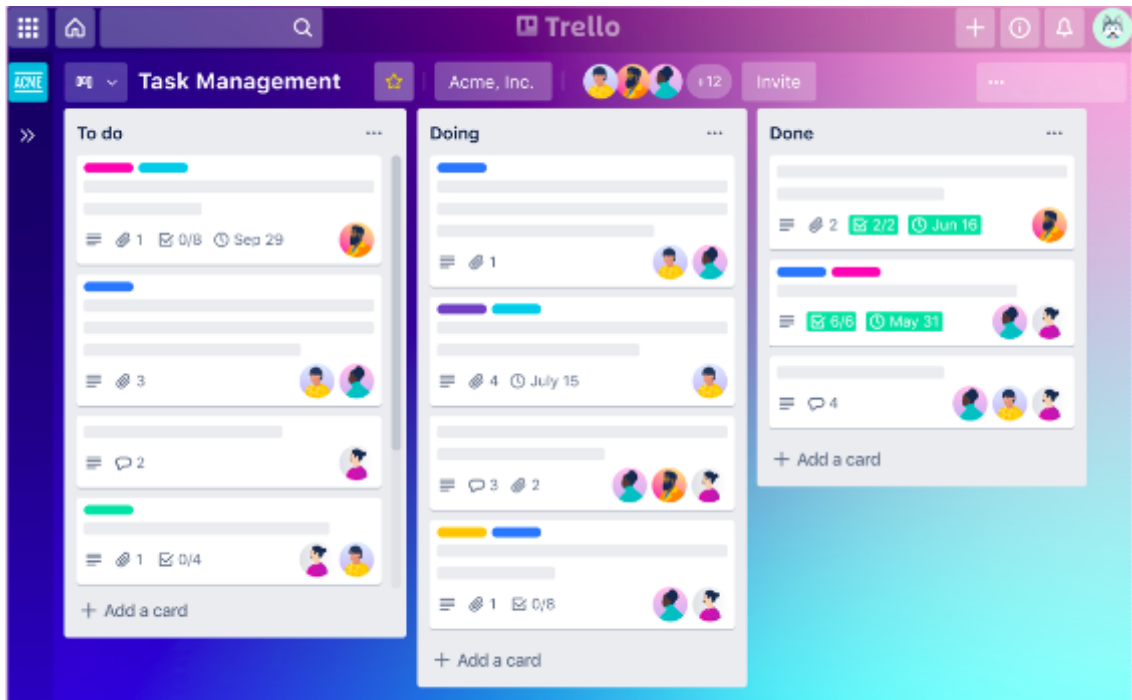 Trello
ACME
Task Management
Acme, Inc.
+12
Invite
To do
1 0/8 Sep 29
3
2
1 0/4
+ Add a card
Doing
1
4 July 15
3 2
1 0/8
+ Add a card
Done
2 2/2 Jun 16
6/6 May 31
4
+ Add a card